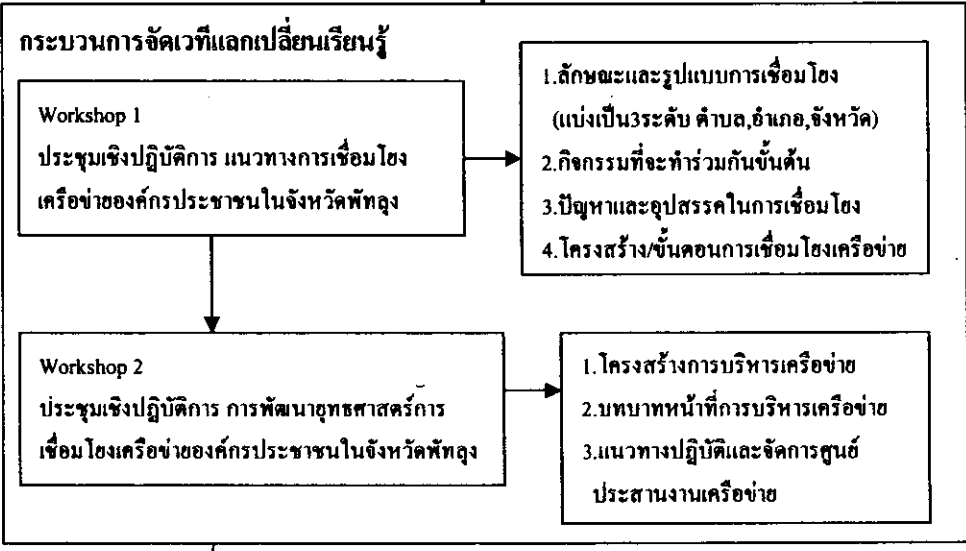 กระบวนการจัดเวทีแลกเปลี่ยนเรียนรู้
Workshop 1
ประชุมเชิงปฏิบัติการ แนวทางการเชื่อมโยง
เครือข่ายองค์กรประชาชนในจังหวัดพัทลุง
1.ลักษณะและรูปแบบการเชื่อมโยง
(แบ่งเป็น3ระดับ ตำบล,อำเภอ,จังหวัด)
2.กิจกรรมที่จะทำร่วมกันขั้นต้น
3.ปัญหาและอุปสรรคในการเชื่อมโยง
4.โครงสร้าง/ขั้นตอนการเชื่อมโยงเครือข่าย
Workshop 2
ประชุมเชิงปฏิบัติการ การพัฒนายุทธศาสตร์การ
เชื่อมโยงเครือข่ายองค์กรประชาชนในจังหวัดพัทลุง
1.โครงสร้างการบริหารเครือข่าย
2.บทบาทหน้าที่การบริหารเครือข่าย
3.แนวทางปฏิบัติและจัดการศูนย์
ประสานงานเครือข่าย